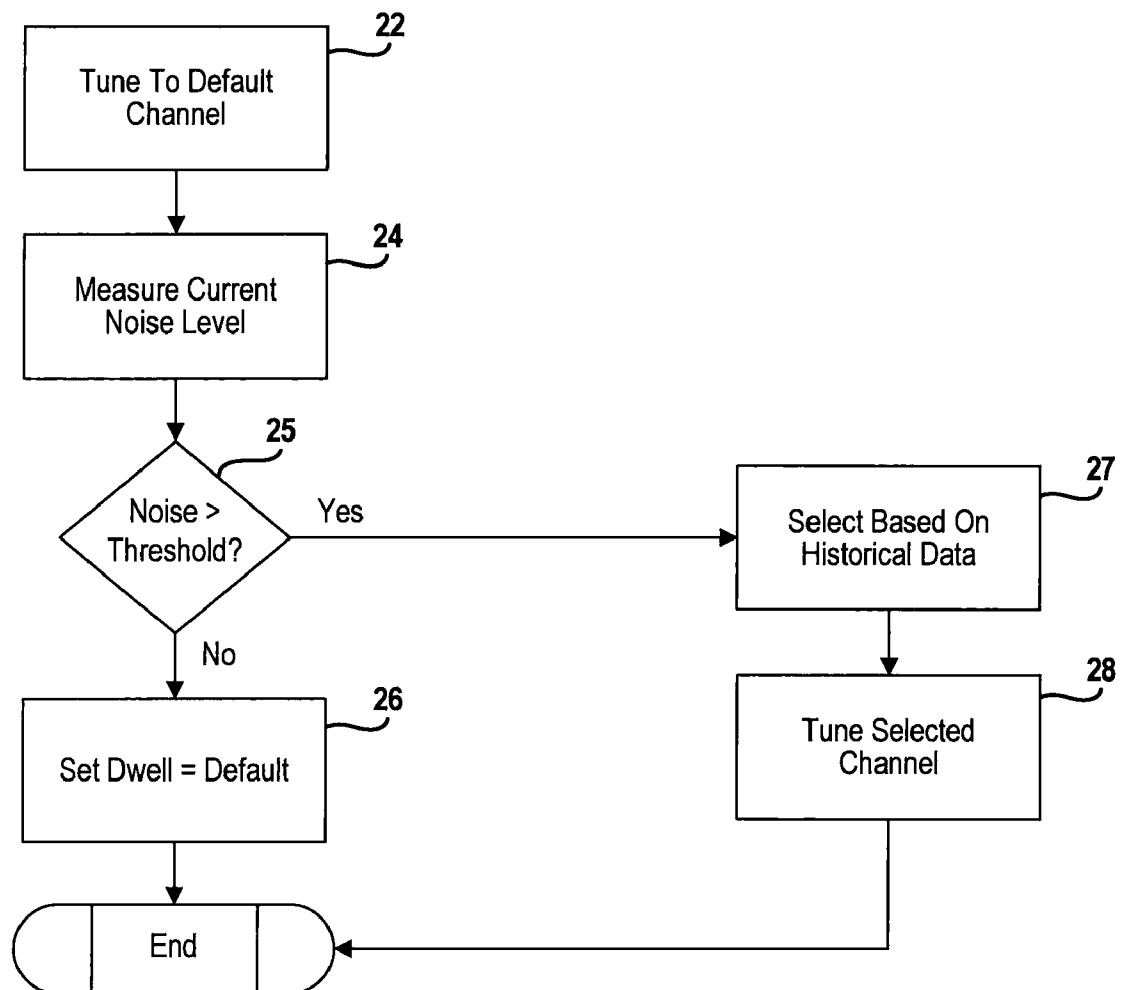 22
Tune To Default
Channel
24
Measure Current
Noise Level
25
Noise >
Threshold?
Yes
27
Select Based On
Historical Data
No
26
Set Dwell = Default
28
Tune Selected
Channel
End